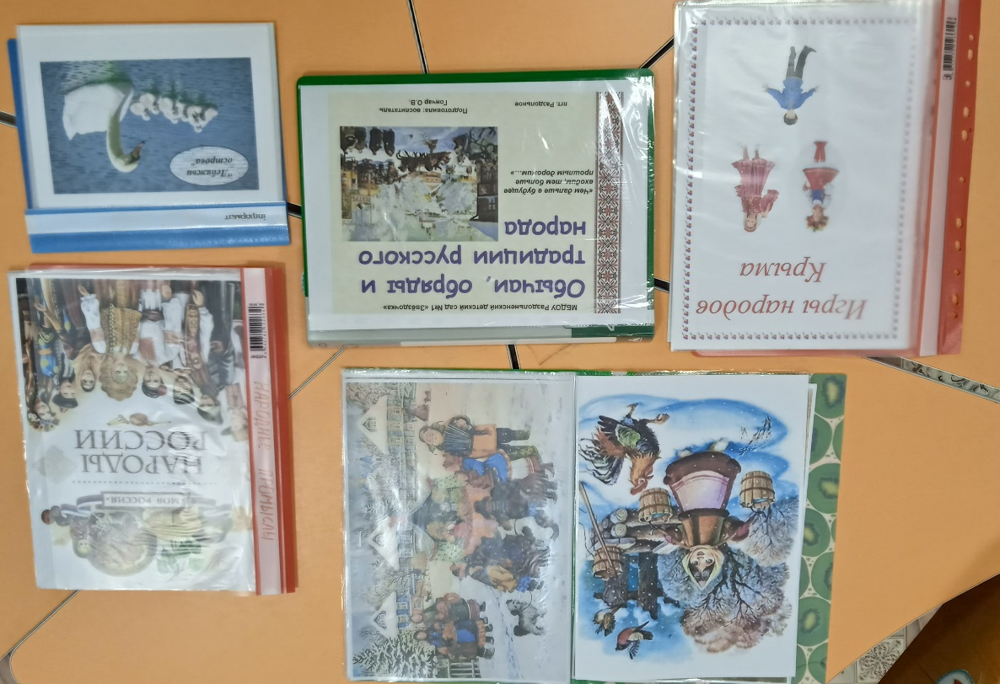 "Лебяжьи
острова"
інформат
МБДОУ Раздольненский детский сад №1 «Звёздочка»
Обычаи, обряды и
традиции русского
народа
«Чем дальше в будущее
входим, тем больше
прошлым дорожим...»
Подготовила: воспитатель
Гончар О.В.
пгт. Раздольное
Игры народов
Крыма
МОЯ РОССИЯ
НАРОДЫ
РОССИИ
НАРОДНЫЕ ПРОМЫСЛЫ